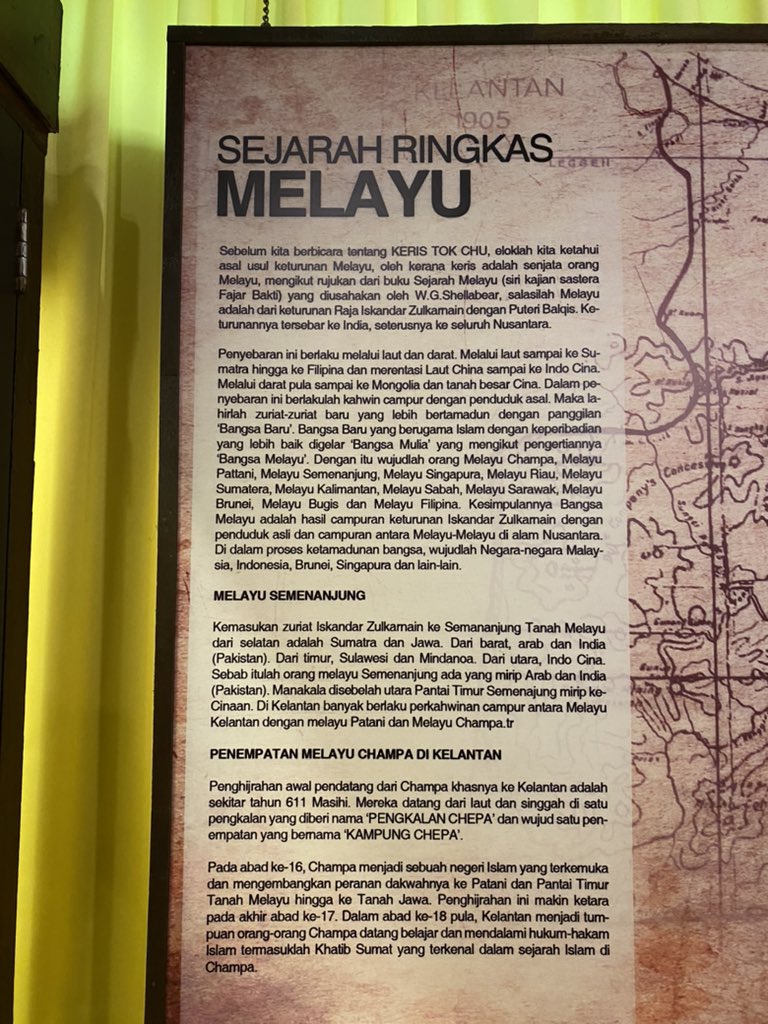 KELANTAN
1905
SEJARAH RINGKAS
MELAYU
Sebelum kita berbicara tentang KERIS TOK CHU, eloklah kita ketahui
asal usul keturunan Melayu, oleh kerana keris adalah senjata orang
Melayu, mengikut rujukan dari buku Sejarah Melayu (siri kajian sastera
Fajar Bakti) yang diusahakan oleh W.G.Shellabear, salasilah Melayu
adalah dari keturunan Raja Iskandar Zulkarnain dengan Puteri Balqis. Ke-
turunannya tersebar ke India, seterusnya ke seluruh Nusantara.
Penyebaran ini berlaku melalui laut dan darat. Melalui laut sampai ke Su-
matra hingga ke Filipina dan merentasi Laut China sampai ke Indo Cina.
Melalui darat pula sampai ke Mongolia dan tanah besar Cina. Dalam pe-
nyebaran ini berlakulah kahwin campur dengan penduduk asal. Maka la-
hirlah zuriat-zuriat baru yang lebih bertamadun dengan panggilan
‘Bangsa Baru’. Bangsa Baru yang berugama Islam dengan keperibadian
yang lebih baik digelar ‘Bangsa Mulia’ yang mengikut pengertiannya
‘Bangsa Melayu’. Dengan itu wujudlah orang Melayu Champa, Melayu
Pattani, Melayu Semenanjung, Melayu Singapura, Melayu Riau, Melayu
Sumatera, Melayu Kalimantan, Melayu Sabah, Melayu Sarawak, Melayu
Brunei, Melayu Bugis dan Melayu Filipina. Kesimpulannya Bangsa
Melayu adalah hasil campuran keturunan Iskandar Zulkarnain dengan
penduduk asli dan campuran antara Melayu-Melayu di alam Nusantara.
Di dalam proses ketamadunan bangsa, wujudlah Negara-negara Malay-
sia, Indonesia, Brunei, Singapura dan lain-lain.
MELAYU SEMENANJUNG
Kemasukan zuriat Iskandar Zulkarnain ke Semananjung Tanah Melayu
dari selatan adalah Sumatra dan Jawa. Dari barat, arab dan India
(Pakistan). Dari timur, Sulawesi dan Mindanoa. Dari utara, Indo Cina.
Sebab itulah orang melayu Semenanjung ada yang mirip Arab dan India
(Pakistan). Manakala disebelah utara Pantai Timur Semenajung mirip ke-
Cinaan. Di Kelantan banyak berlaku perkahwinan campur antara Melayu
Kelantan dengan melayu Patani dan Melayu Champa.tr
PENEMPATAN MELAYU CHAMPA DI KELANTAN
Penghijrahan awal pendatang dari Champa khasnya ke Kelantan adalah
sekitar tahun 611 Masihi. Mereka datang dari laut dan singgah di satu
pengkalan yang diberi nama ‘PENGKALAN CHEPA’ dan wujud satu pen-
empatan yang bernama ‘KAMPUNG CHEPA’.
Pada abad ke-16, Champa menjadi sebuah negeri Islam yang terkemuka
dan mengembangkan peranan dakwahnya ke Patani dan Pantai Timur
Tanah Melayu hingga ke Tanah Jawa. Penghijrahan ini makin ketara
pada akhir abad ke-17. Dalam abad ke-18 pula, Kelantan menjadi tum-
puan orang-orang Champa datang belajar dan mendalami hukum-hakam
Islam termasuklah Khatib Sumat yang terkenal dalam sejarah Islam di
Champa.